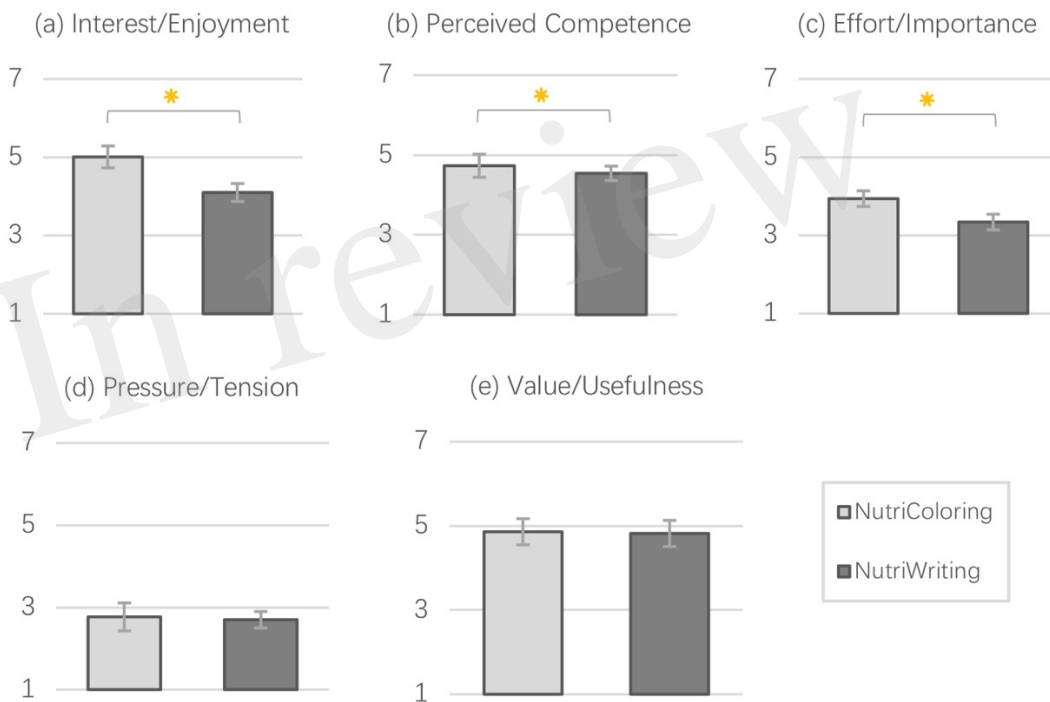 (a) Interest/Enjoyment
(b) Perceived Competence
(c) Effort/Importance
7
5
3
1
*
7
5
3
1
*
7
5
3
1
*
In review
(d) Pressure/Tension
(e) Value/Usefulness
7
5
3
1
7
5
3
1
NutriColoring
NutriWriting